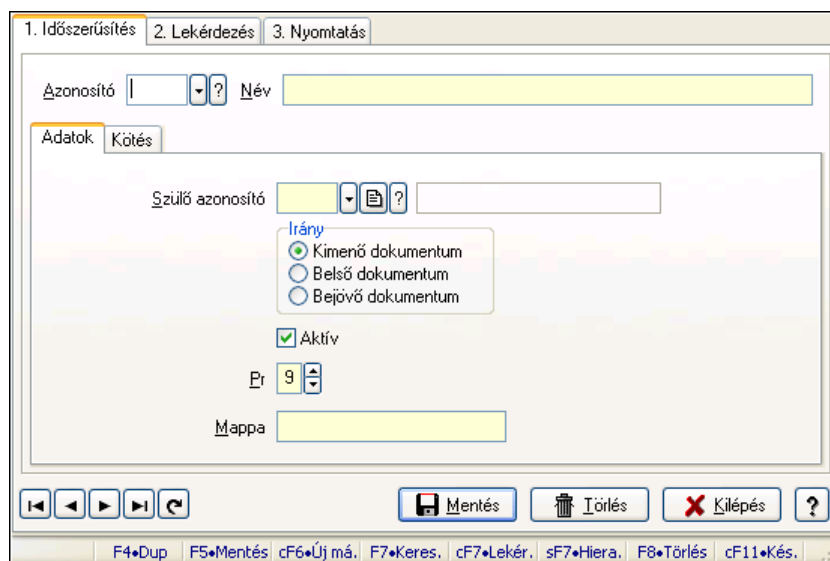 1. Időszerűsítés 2. Lekérdezés 3. Nyomtatás
Azonosító ? Név
Adatok Kötés
Szülő azonosító ?
Irány
Kimenő dokumentum
Belső dokumentum
Bejövő dokumentum
Aktív
Pr 9
Mappa
Mentés Törlés Kilépés ?
F4•Dup F5•Mentés cF6•Új má. F7•Keres. cF7•Lekér. sF7•Hiera. F8•Törlés cF11•Kés.